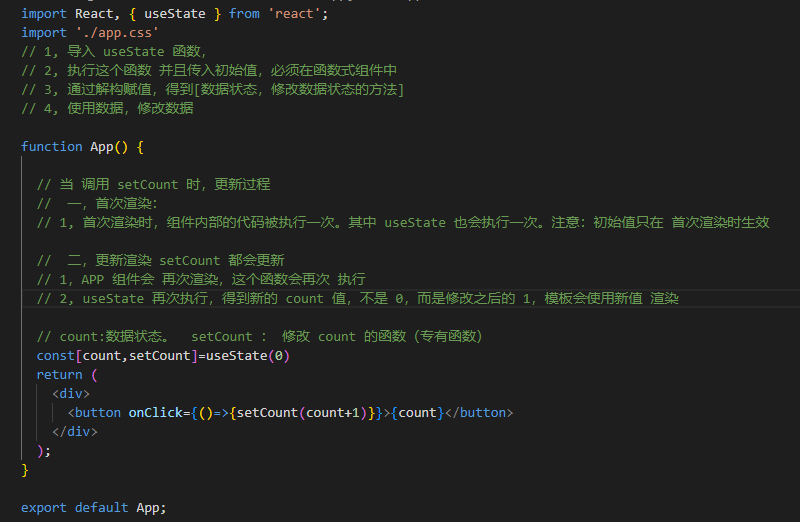 import React, { useState } from 'react';
import './app.css'
// 1, 导入 useState 函数,
// 2, 执行这个函数 并且传入初始值, 必须在函数式组件中
// 3, 通过解构赋值, 得到[数据状态, 修改数据状态的方法]
// 4, 使用数据, 修改数据
function App() {
// 当 调用 setCount 时, 更新过程
//  一, 首次渲染:
// 1, 首次渲染时, 组件内部的代码被执行一次。其中 useState 也会执行一次。注意: 初始值只在 首次渲染时生效
//  二, 更新渲染 setCount 都会更新
// 1, APP 组件会 再次渲染, 这个函数会再次 执行
// 2, useState 再次执行, 得到新的 count 值, 不是 0, 而是修改之后的 1, 模板会使用新值 渲染
// count:数据状态。  setCount : 修改 count 的函数 (专有函数)
const[count,setCount]=useState(0)
return (
<div>
<button onClick={()=>{setCount(count+1)}}>{count}</button>
</div>
);
}
export default App;